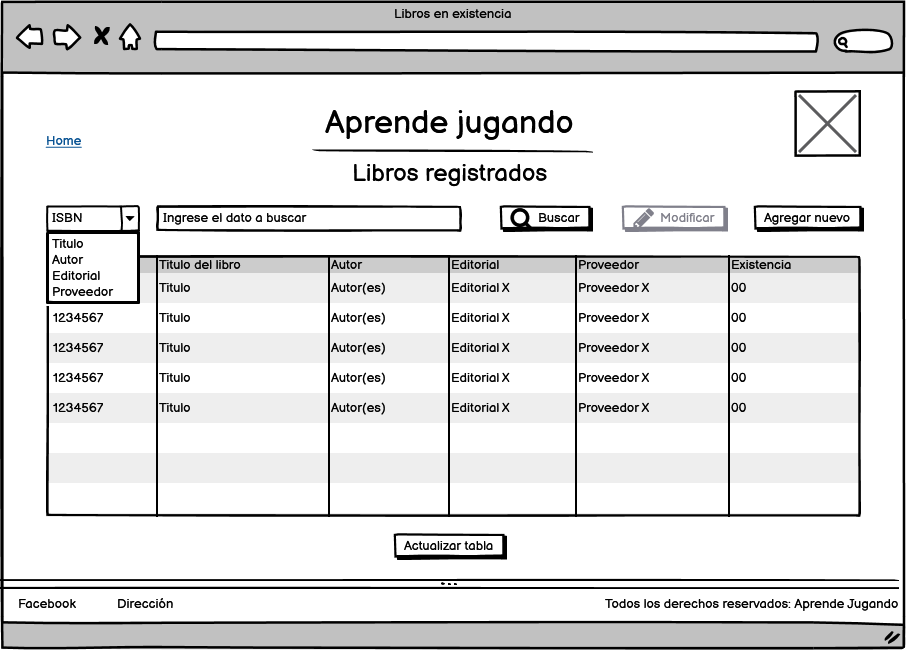 Libros en existencia
Home
Aprende jugando
Libros registrados
ISBN
Ingrese el dato a buscar
Buscar
Modificar
Agregar nuevo
Titulo
Autor
Editorial
Proveedor
Titulo del libro Autor Editorial Proveedor Existencia
Titulo Autor(es) Editorial X Proveedor X 00
1234567 Titulo Autor(es) Editorial X Proveedor X 00
1234567 Titulo Autor(es) Editorial X Proveedor X 00
1234567 Titulo Autor(es) Editorial X Proveedor X 00
1234567 Titulo Autor(es) Editorial X Proveedor X 00
Actualizar tabla
Facebook Dirección Todos los derechos reservados: Aprende Jugando